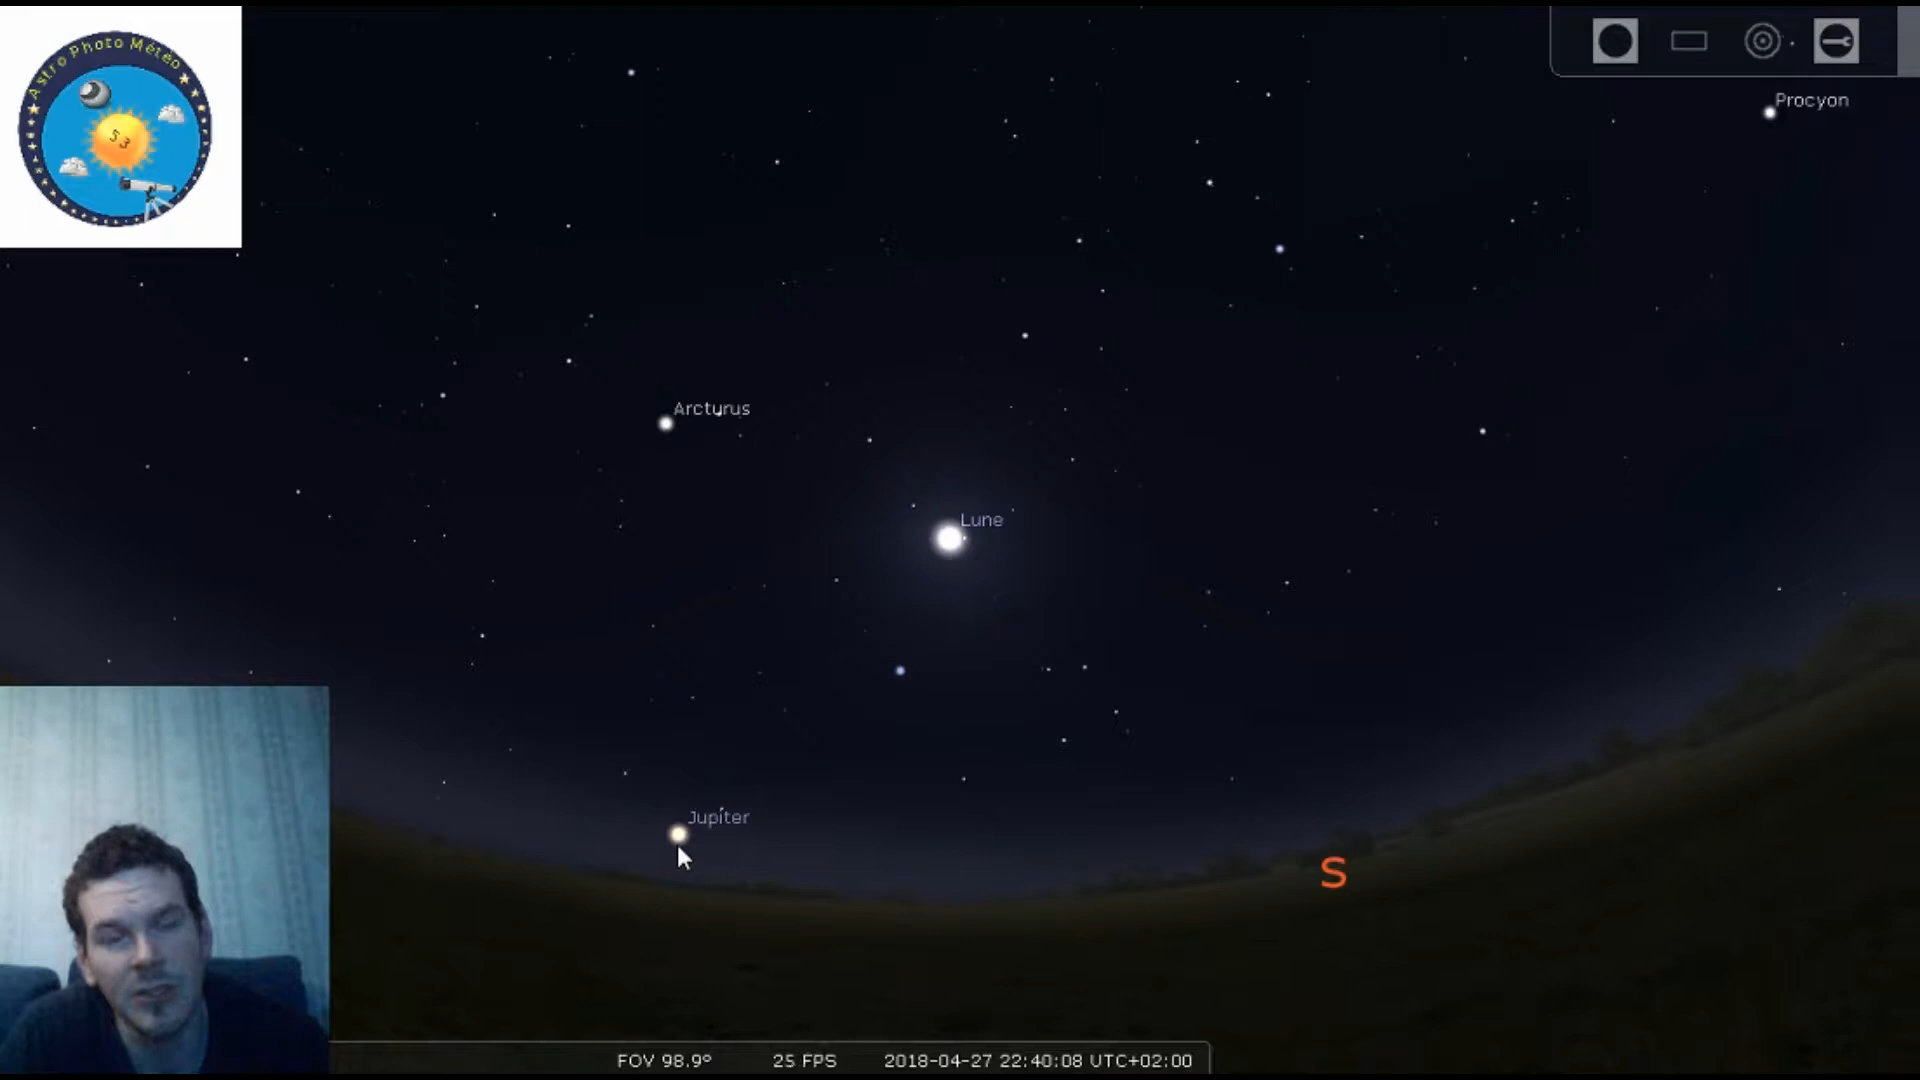 Astro Photo Météo
53
Procyon
Arcturus
Lune
Jupiter
S
FOV 98.9° 25 FPS 2018-04-27 22:40:08 UTC+02:00